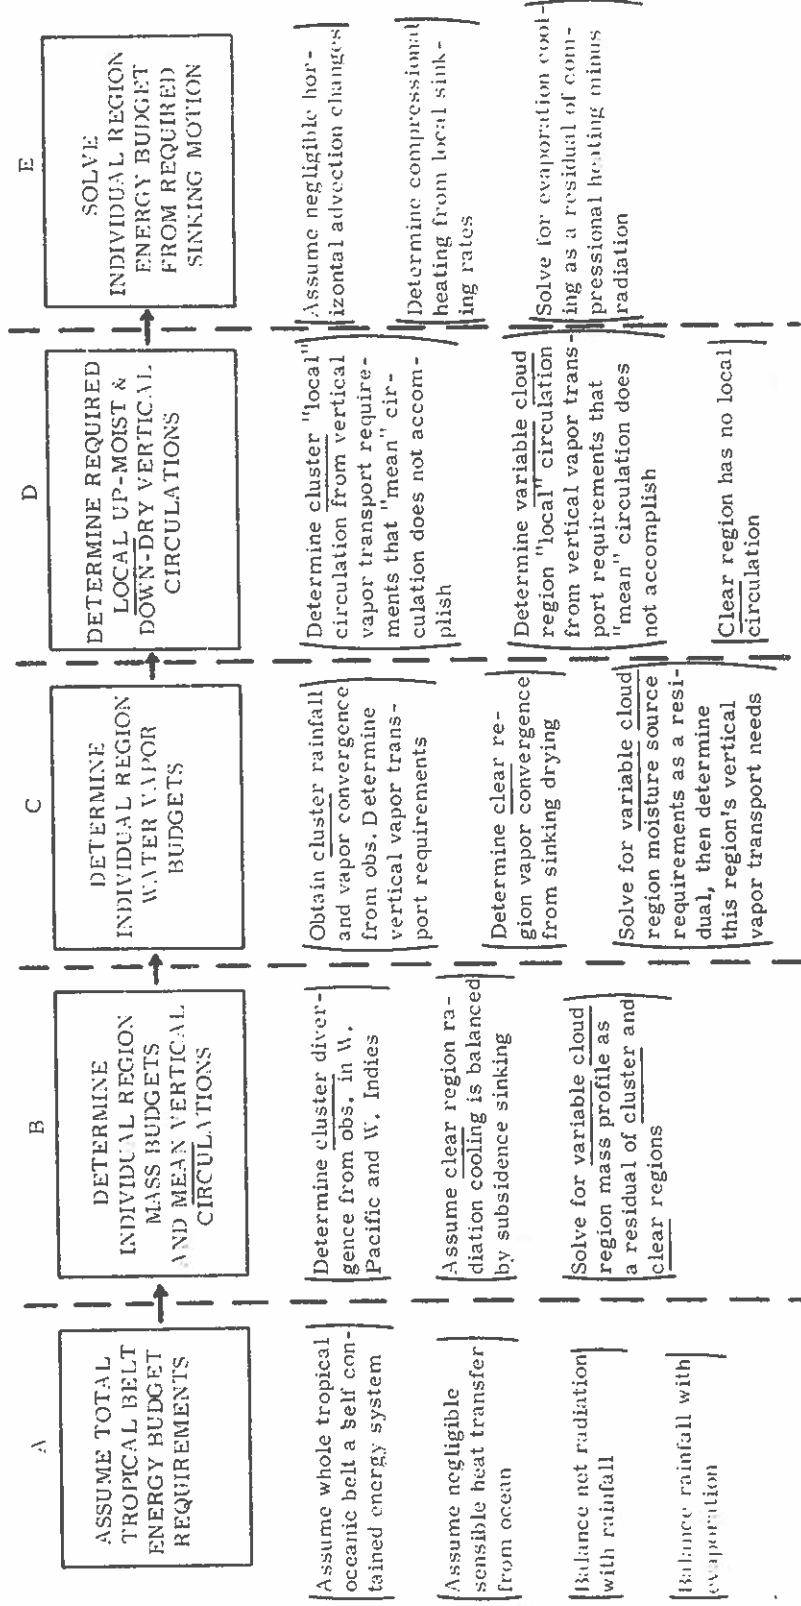 A
ASSUME TOTAL
TROPICAL BELT
ENERGY BUDGET
REQUIREMENTS
Assume whole tropical
oceanic belt a self con-
tained energy system
Assume negligible
sensible heat transfer
from ocean
Balance net radiation
with rainfall
Balance rainfall with
evaporation
B
DETERMINE
INDIVIDUAL REGION
MASS BUDGETS
AND MEAN VERTICAL
CIRCULATIONS
Determine cluster diver-
gence from obs. in W.
Pacific and W. Indies
Assume clear region ra-
diation cooling is balanced
by subsidence sinking
Solve for variable cloud
region mass profile as
a residual of cluster and
clear regions
C
DETERMINE
INDIVIDUAL REGION
WATER VAPOR
BUDGETS
Obtain cluster rainfall
and vapor convergence
from obs. Determine
vertical vapor trans-
port requirements
Determine clear re-
gion vapor convergence
from sinking drying
Solve for variable cloud
region moisture source
requirements as a resi-
dual, then determine
this region's vertical
vapor transport needs
D
DETERMINE REQUIRED
LOCAL UP-MOIST &
DOWN-DRY VERTICAL
CIRCULATIONS
Determine cluster "local"
circulation from vertical
vapor transport require-
ments that "mean" cir-
culation does not accom-
plish
Determine variable cloud
region "local" circulation
from vertical vapor trans-
port requirements that
"mean" circulation does
not accomplish
Clear region has no local
circulation
E
SOLVE
INDIVIDUAL REGION
ENERGY BUDGET
FROM REQUIRED
SINKING MOTION
Assume negligible hor-
izontal advection changes
Determine compressional
heating from local sink-
ing rates
Solve for evaporation cool-
ing as a residual of com-
pressional heating minus
radiation